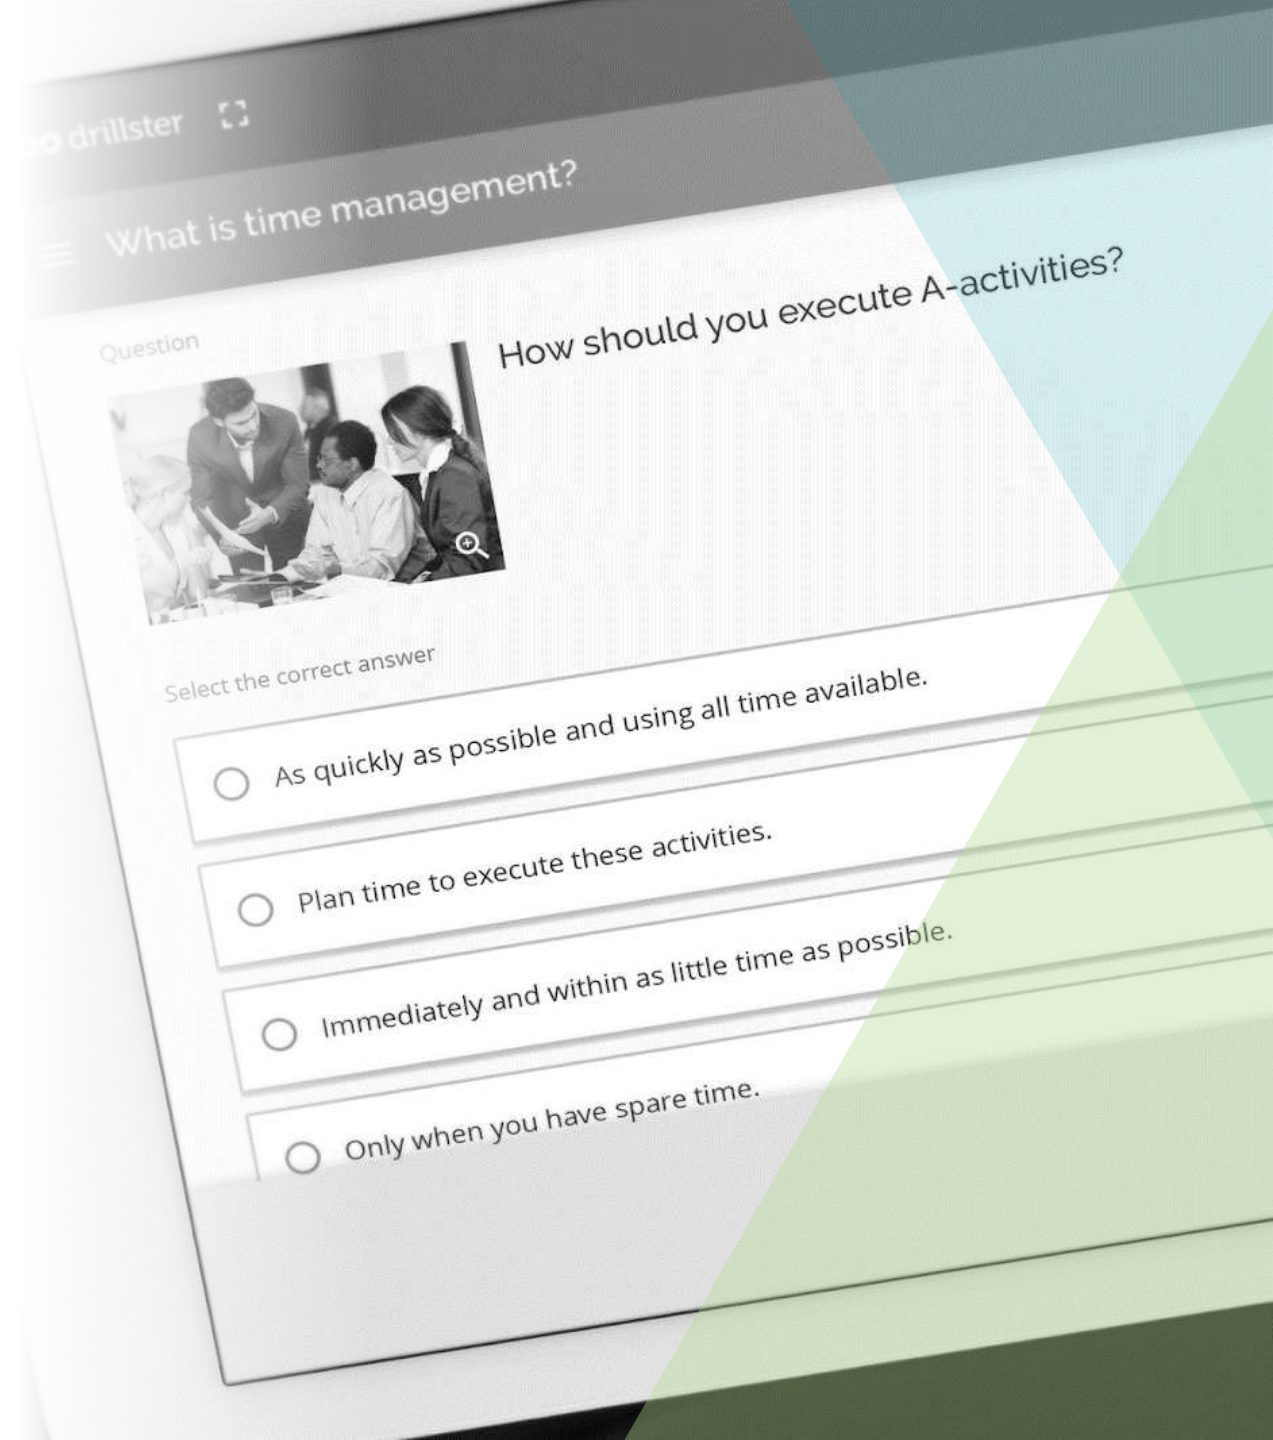 drillster
What is time management?
Question
How should you execute A-activities?
Select the correct answer
As quickly as possible and using all time available.
Plan time to execute these activities.
Immediately and within as little time as possible.
Only when you have spare time.